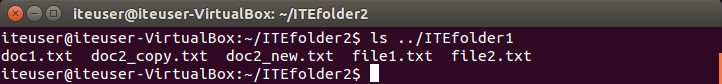 iteuser@iteuser-VirtualBox: ~/ITEfolder2
iteuser@iteuser-VirtualBox:~/ITEfolder2$ ls ../ITEfolder1
doc1.txt  doc2_copy.txt  doc2_new.txt  file1.txt  file2.txt
iteuser@iteuser-VirtualBox:~/ITEfolder2$